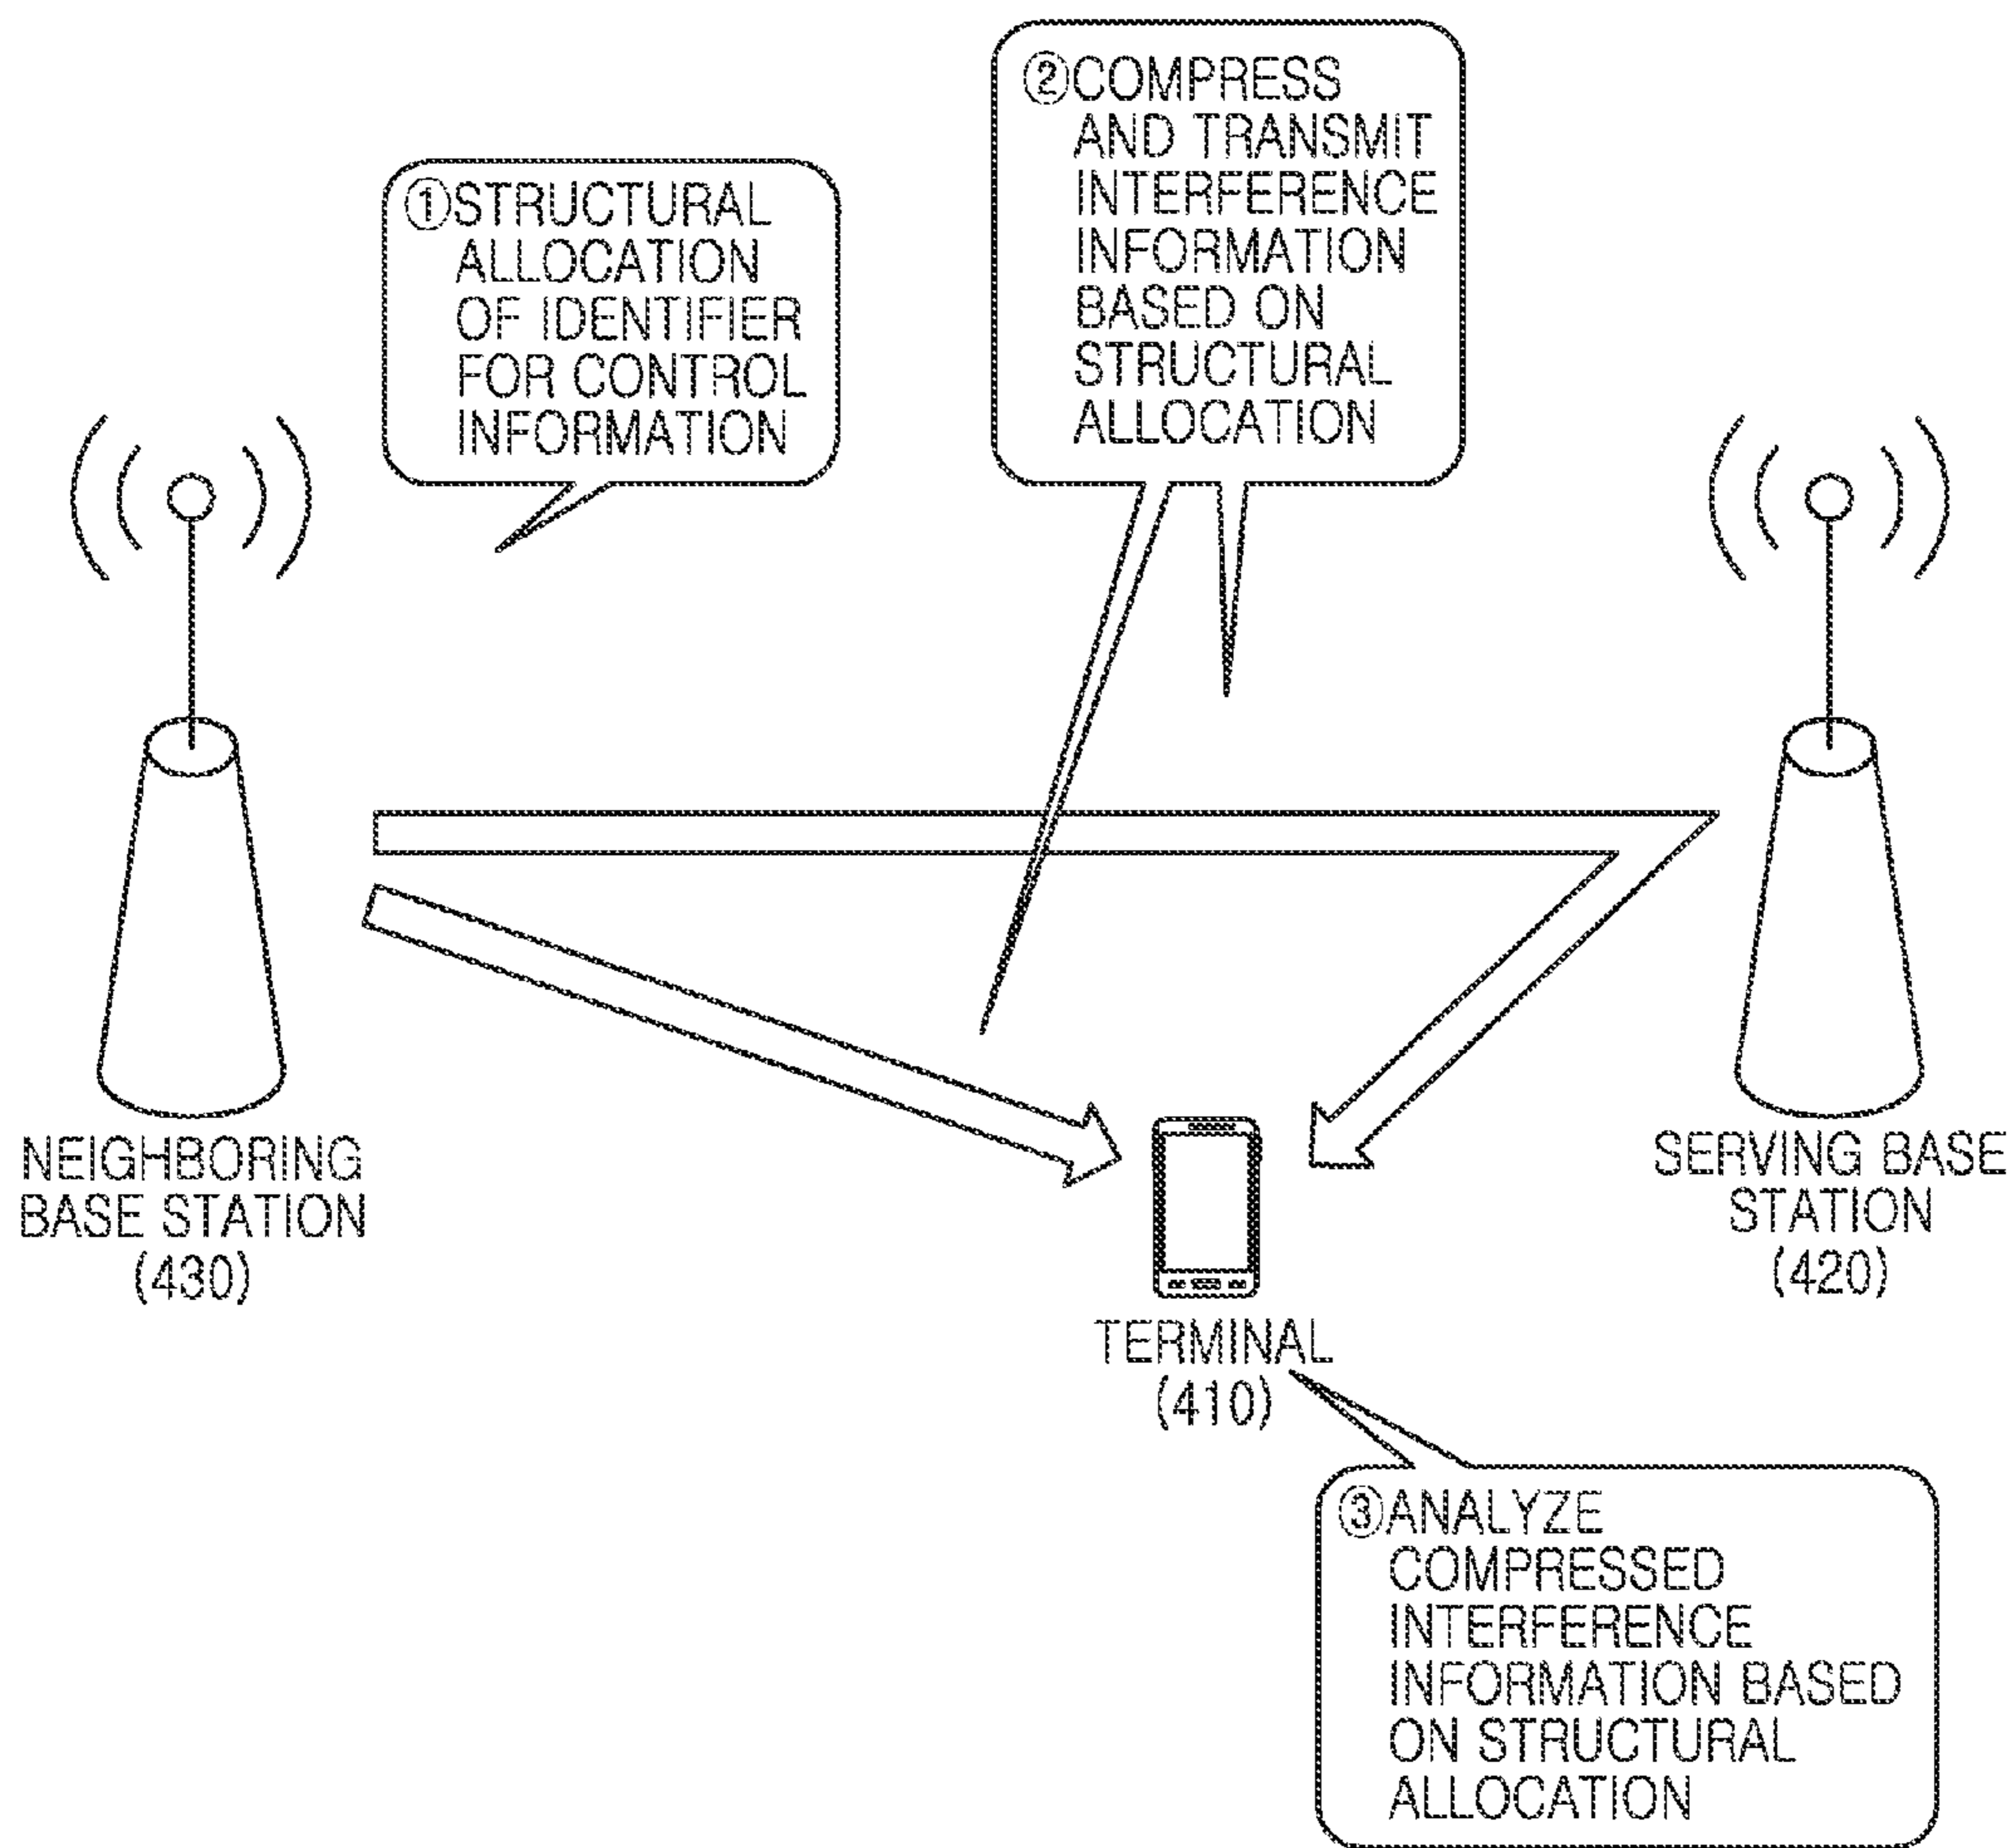 ①STRUCTURAL
ALLOCATION
OF IDENTIFIER
FOR CONTROL
INFORMATION
②COMPRESS
AND TRANSMIT
INTERFERENCE
INFORMATION
BASED ON
STRUCTURAL
ALLOCATION
NEIGHBORING
BASE STATION
(430)
SERVING BASE
STATION
(420)
TERMINAL
(410)
③ANALYZE
COMPRESSED
INTERFERENCE
INFORMATION BASED
ON STRUCTURAL
ALLOCATION